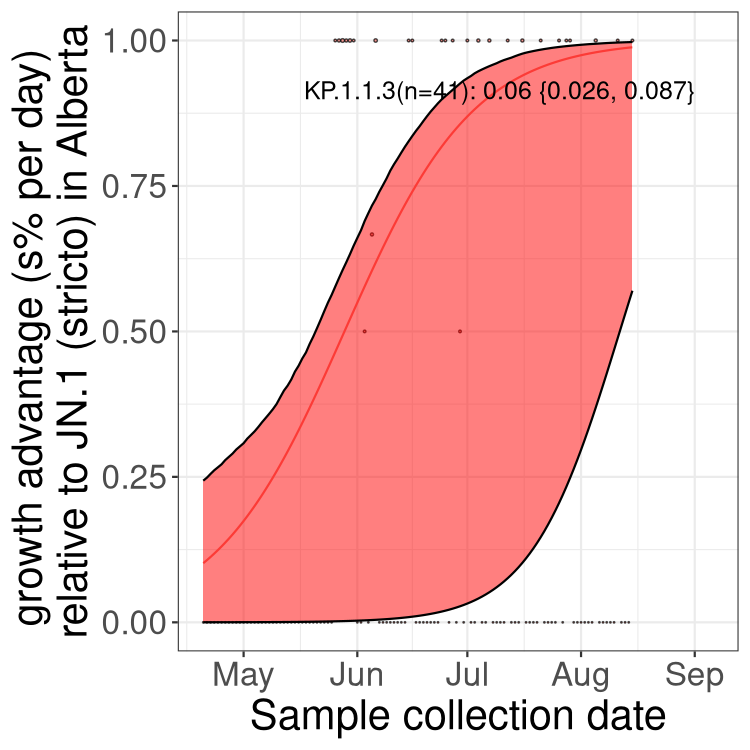 growth advantage (s% per day)
relative to JN.1 (stricto) in Alberta
1.00
0.75
0.50
0.25
0.00
KP.1.1.3(n=41): 0.06 {0.026, 0.087}
May Jun Jul Aug Sep
Sample collection date